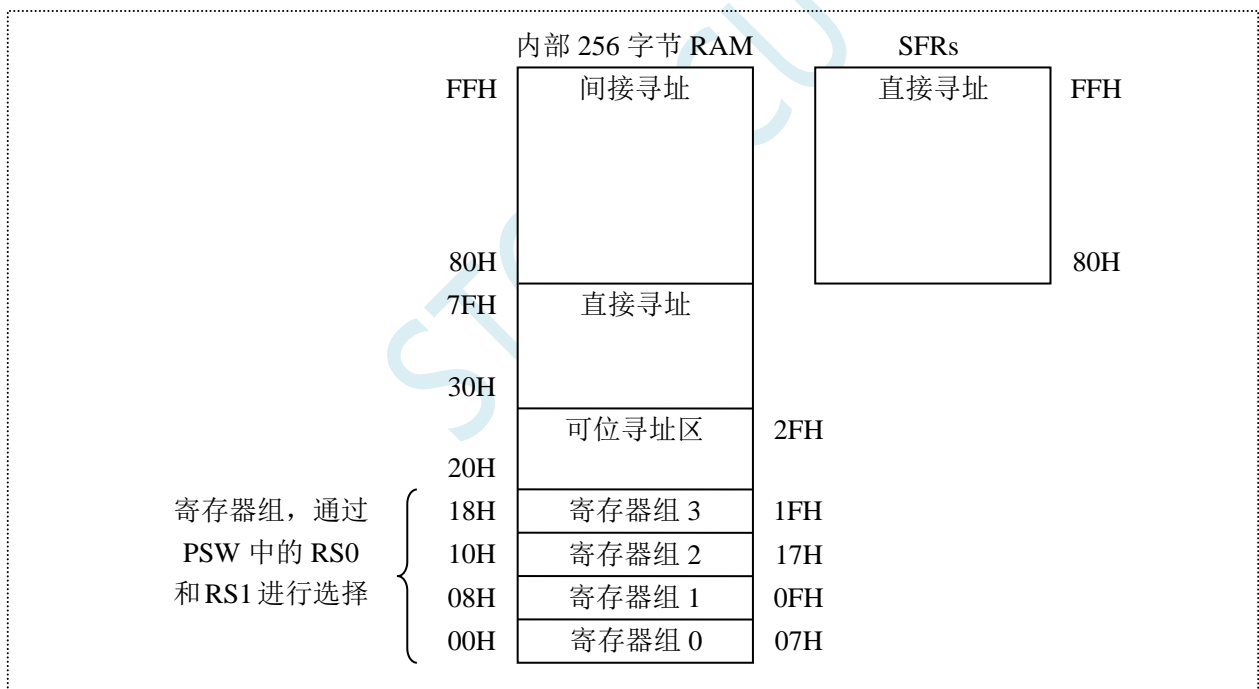 内部 256 字节 RAM SFRs
FFH 间接寻址 直接寻址 FFH
80H 80H
7FH 直接寻址
30H
可位寻址区 2FH
20H
寄存器组，通过 18H 寄存器组 3 1FH
PSW 中的 RS0 10H 寄存器组 2 17H
和RS1进行选择 08H 寄存器组 1 0FH
00H 寄存器组 0 07H